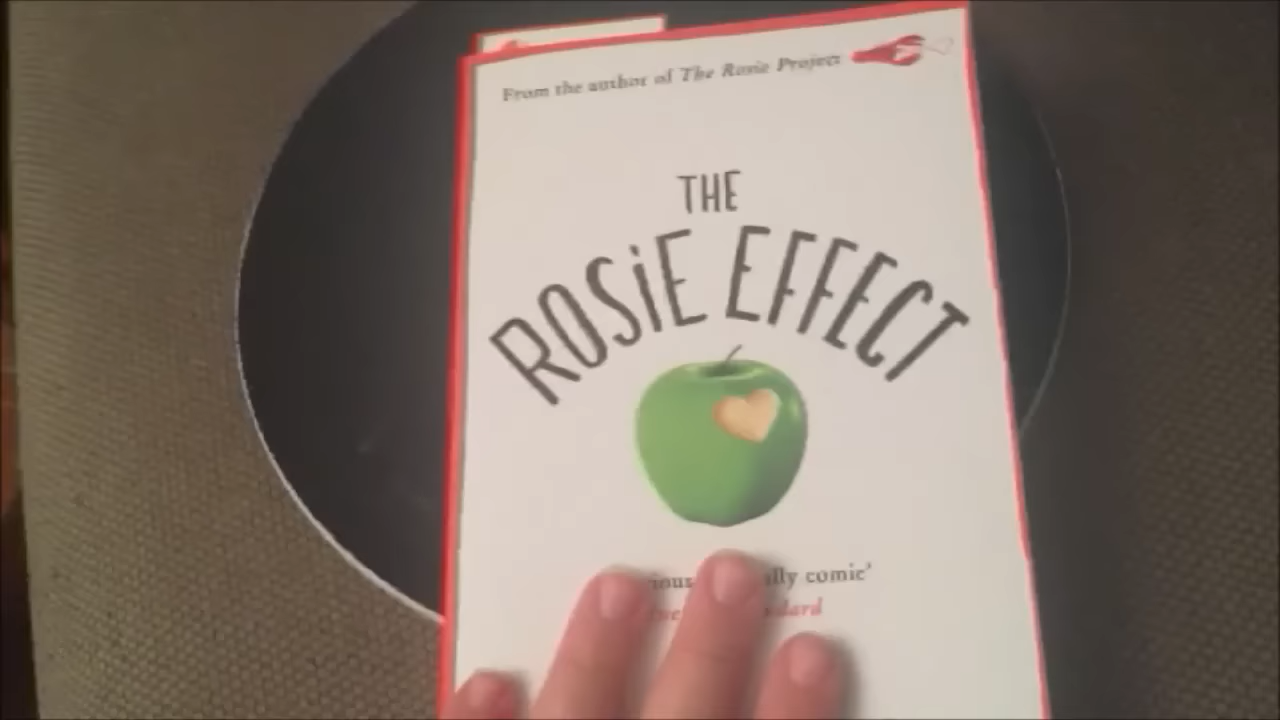 From the author of The Rosie Project
THE
ROSiE EFFECT
ally comic'